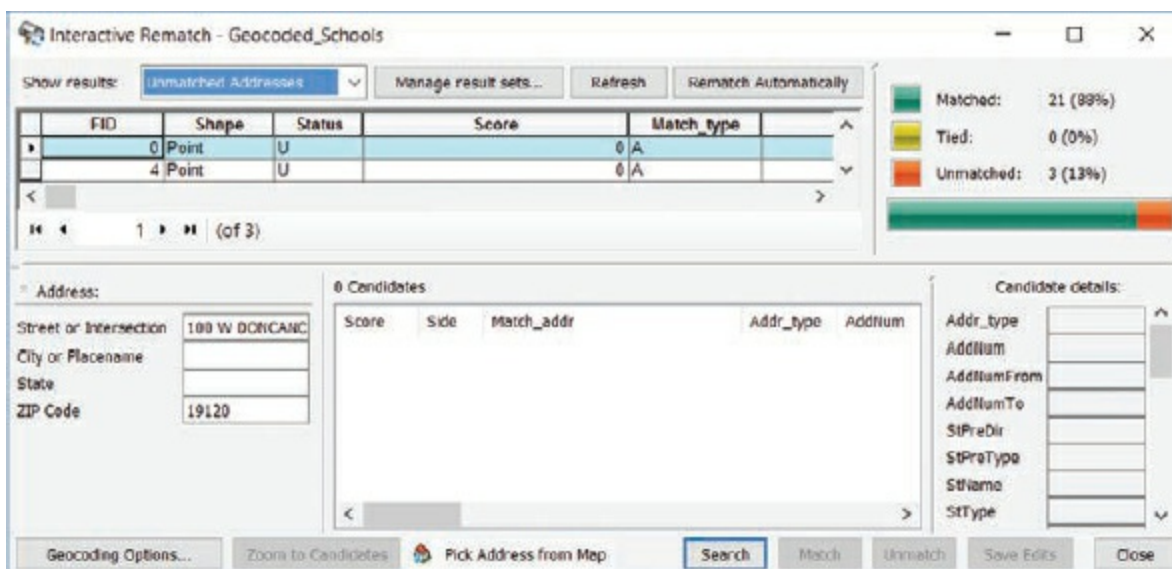 Interactive Rematch - Geocoded_Schools
Show results: Unmatched Addresses Manage result sets... Refresh Rematch Automatically
FID Shape Status Score Match_type
0 Point U 0 A
4 Point U 0 A
1 (of 3)
Matched: 21 (88%)
Tied: 0 (0%)
Unmatched: 3 (13%)
Address:
Street or Intersection 100 W DONCANC
City or Placename
State
ZIP Code 19120
0 Candidates
Score Side Match_addr Addr_type AddNum
Candidate details:
Addr_type
AddNum
AddNumFrom
AddNumTo
StPreDir
StPreType
StName
StType
Geocoding Options... Zoom to Candidates Pick Address from Map Search Match Unmatch Save Edits Close